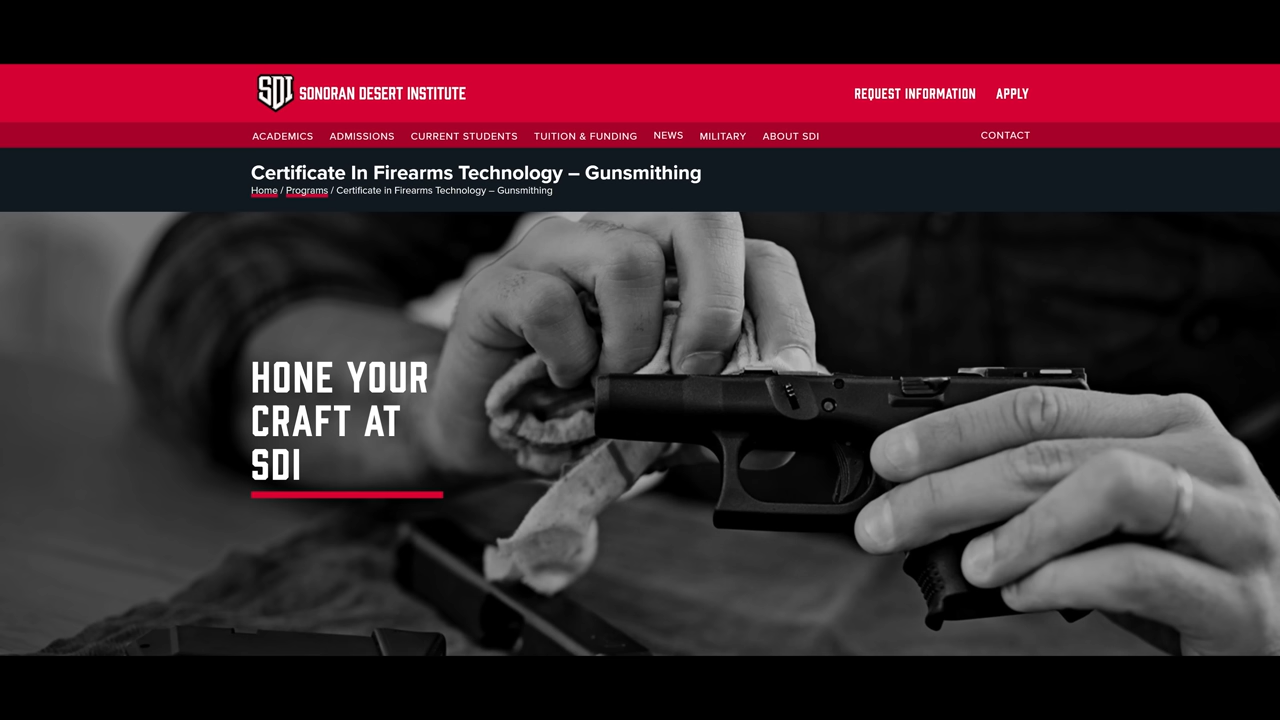 SDI SONORAN DESERT INSTITUTE
REQUEST INFORMATION APPLY
ACADEMICS ADMISSIONS CURRENT STUDENTS TUITION & FUNDING NEWS MILITARY ABOUT SDI CONTACT
Certificate In Firearms Technology – Gunsmithing
Home / Programs / Certificate in Firearms Technology – Gunsmithing
HONE YOUR
CRAFT AT
SDI